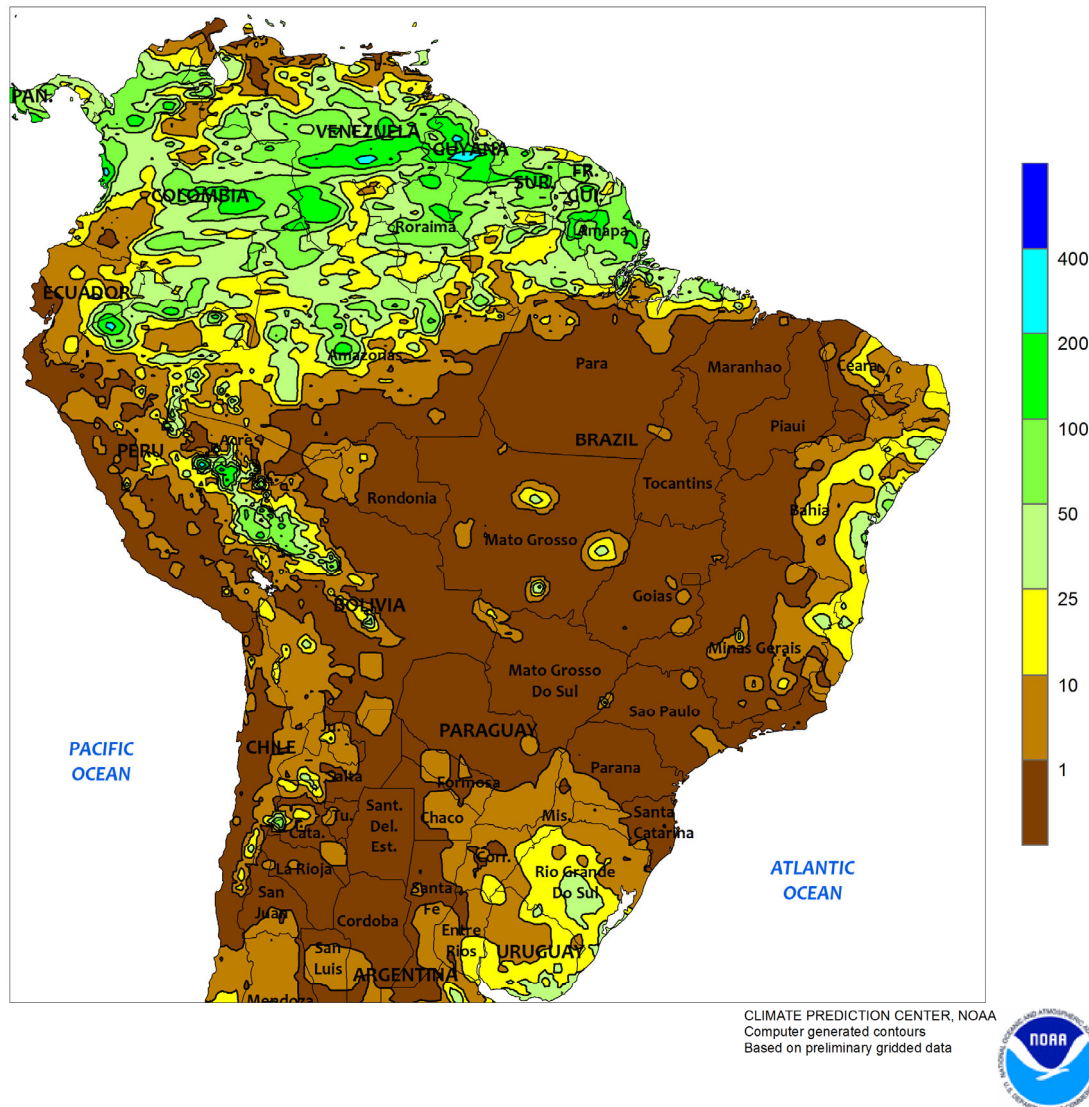 PAN.
VENEZUELA
GUYANA
FR.
SUR.
GUI.
COLOMBIA
Roraima
Amapa
ECUADOR
Amazonas
Para
Maranhao
Ceara
Piaui
PERU
Acre
BRAZIL
Tocantins
Rondonia
Bahia
Mato Grosso
BOLIVIA
Goias
Minas Gerais
Mato Grosso
Do Sul
Sao Paulo
PARAGUAY
PACIFIC
OCEAN
CHILE
Ju.
Salta
Formosa
Parana
Sant.
Del.
Est.
Tu.
Chaco
Mis.
Santa
Catarina
Cata.
Corr.
La Rioja
Rio Grande
Do Sul
ATLANTIC
OCEAN
San
Juan
Santa
Fe
Cordoba
Entre
Rios
URUGUAY
San
Luis
ARGENTINA
Mendoza
400
200
100
50
25
10
1
CLIMATE PREDICTION CENTER, NOAA
Computer generated contours
Based on preliminary gridded data
NOAA